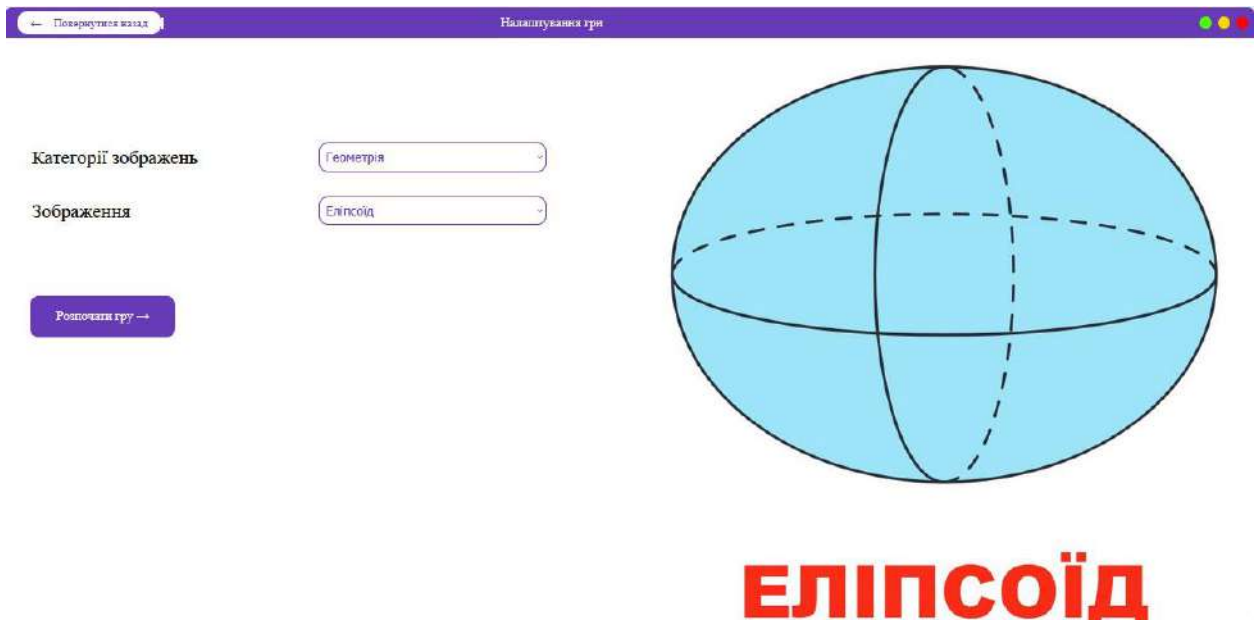 ← Повернутися назад
Налаштування гри
Категорії зображень
Геометрія
Зображення
Еліпсоїд
Розпочати гру →
ЕЛІПСОЇД